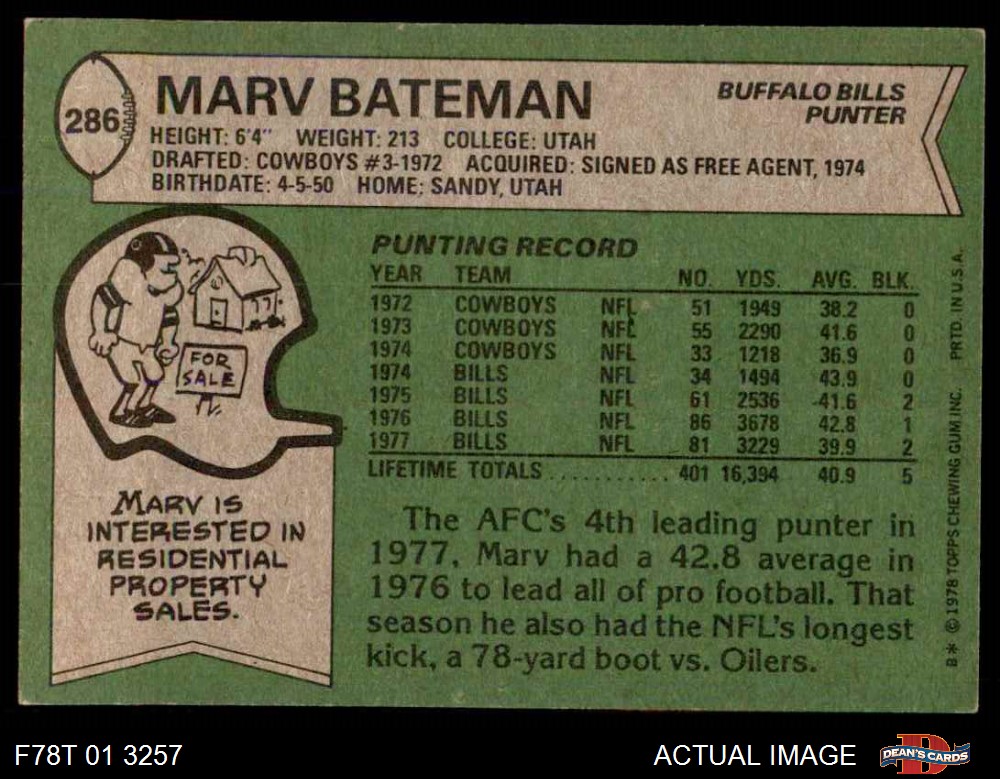 286
MARV BATEMAN
BUFFALO BILLS
PUNTER
HEIGHT: 6'4" WEIGHT: 213 COLLEGE: UTAH
DRAFTED: COWBOYS #3-1972 ACQUIRED: SIGNED AS FREE AGENT, 1974
BIRTHDATE: 4-5-50 HOME: SANDY, UTAH
FOR
SALE
MARV IS
INTERESTED IN
RESIDENTIAL
PROPERTY
SALES.
PUNTING RECORD
YEAR TEAM NO. YDS. AVG. BLK.
1972 COWBOYS NFL 51 1949 38.2 0
1973 COWBOYS NFL 55 2290 41.6 0
1974 COWBOYS NFL 33 1218 36.9 0
1974 BILLS NFL 34 1494 43.9 0
1975 BILLS NFL 61 2536 41.6 2
1976 BILLS NFL 86 3678 42.8 1
1977 BILLS NFL 81 3229 39.9 2
LIFETIME TOTALS ........... 401 16,394 40.9 5
The AFC's 4th leading punter in
1977, Marv had a 42.8 average in
1976 to lead all of pro football. That
season he also had the NFL's longest
kick, a 78-yard boot vs. Oilers.
B* ©1978 TOPPS CHEWING GUM INC. PRTD. IN U.S.A.
F78T 01 3257
ACTUAL IMAGE
DEAN'S CARDS